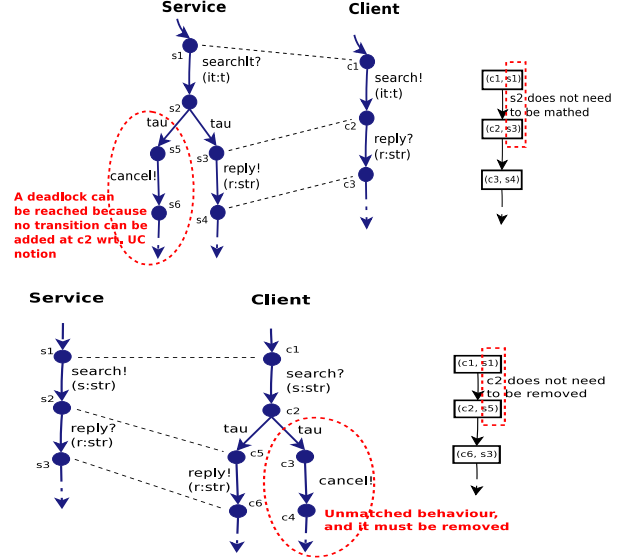 Service
Client
s1
searchIt?
(it:t)
s2
tau
tau
s5
s3
cancel!
reply!
(r:str)
s6
s4
A deadlock can
be reached because
no transition can be
added at c2 wrt. UC
notion
c1
search!
(it:t)
c2
reply?
(r:str)
c3
(c1, s1)
s2 does not need
to be mathed
(c2, s3)
(c3, s4)
Service
Client
s1
search!
(s:str)
s2
reply?
(r:str)
s3
c1
search?
(s:str)
c2
tau
tau
c5
c3
reply!
(r:str)
cancel!
c6
c4
Unmatched behaviour,
and it must be removed
(c1, s1)
c2 does not need
to be removed
(c2, s5)
(c6, s3)